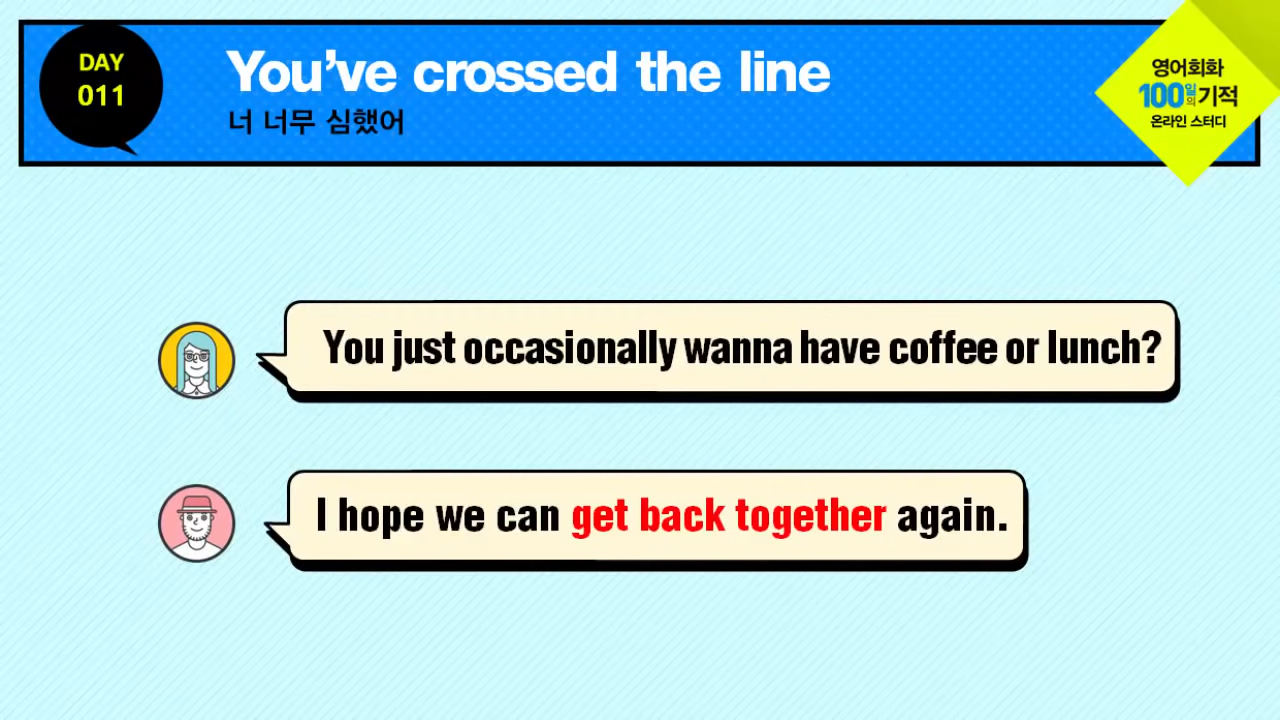 DAY
011
You've crossed the line
너 너무 심했어
영어회화
100일의기적
온라인 스터디
You just occasionally wanna have coffee or lunch?
I hope we can get back together again.